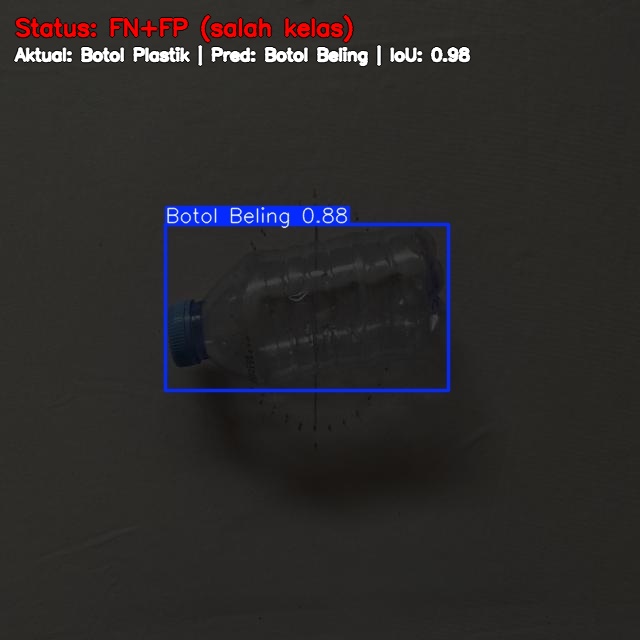 Status: FN+FP (salah kelas)
Aktual: Botol Plastik | Pred: Botol Beling | IoU: 0.98
Botol Beling 0.88